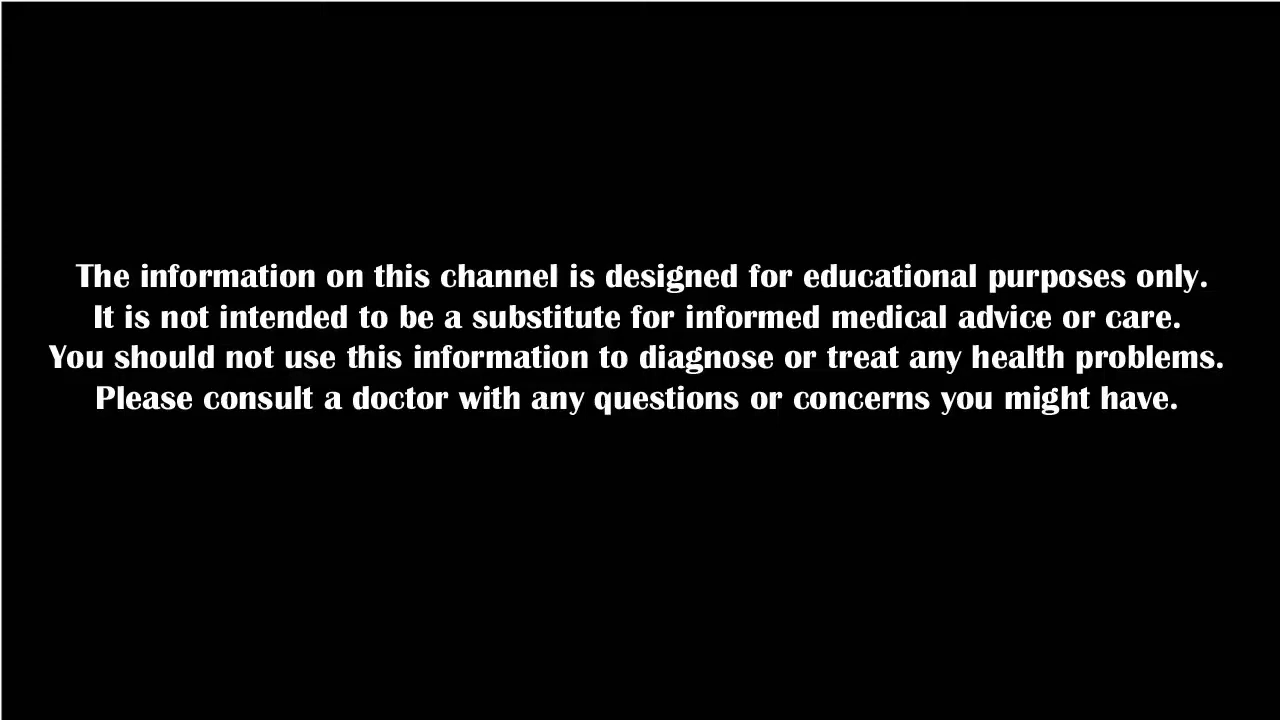 The information on this channel is designed for educational purposes only.
It is not intended to be a substitute for informed medical advice or care.
You should not use this information to diagnose or treat any health problems.
Please consult a doctor with any questions or concerns you might have.